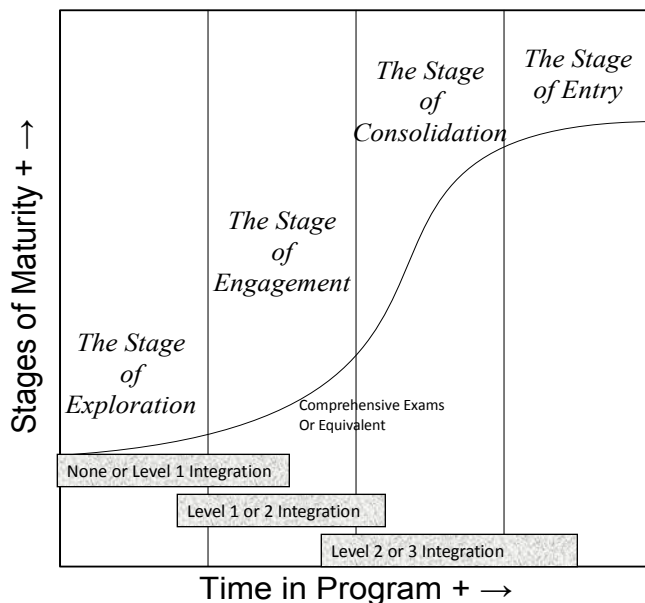 The Stage
of
Consolidation
The Stage
of Entry
The Stage
of
Engagement
The Stage
of
Exploration
Stages of Maturity + →
Comprehensive Exams
Or Equivalent
None or Level 1 Integration
Level 1 or 2 Integration
Level 2 or 3 Integration
Time in Program + →